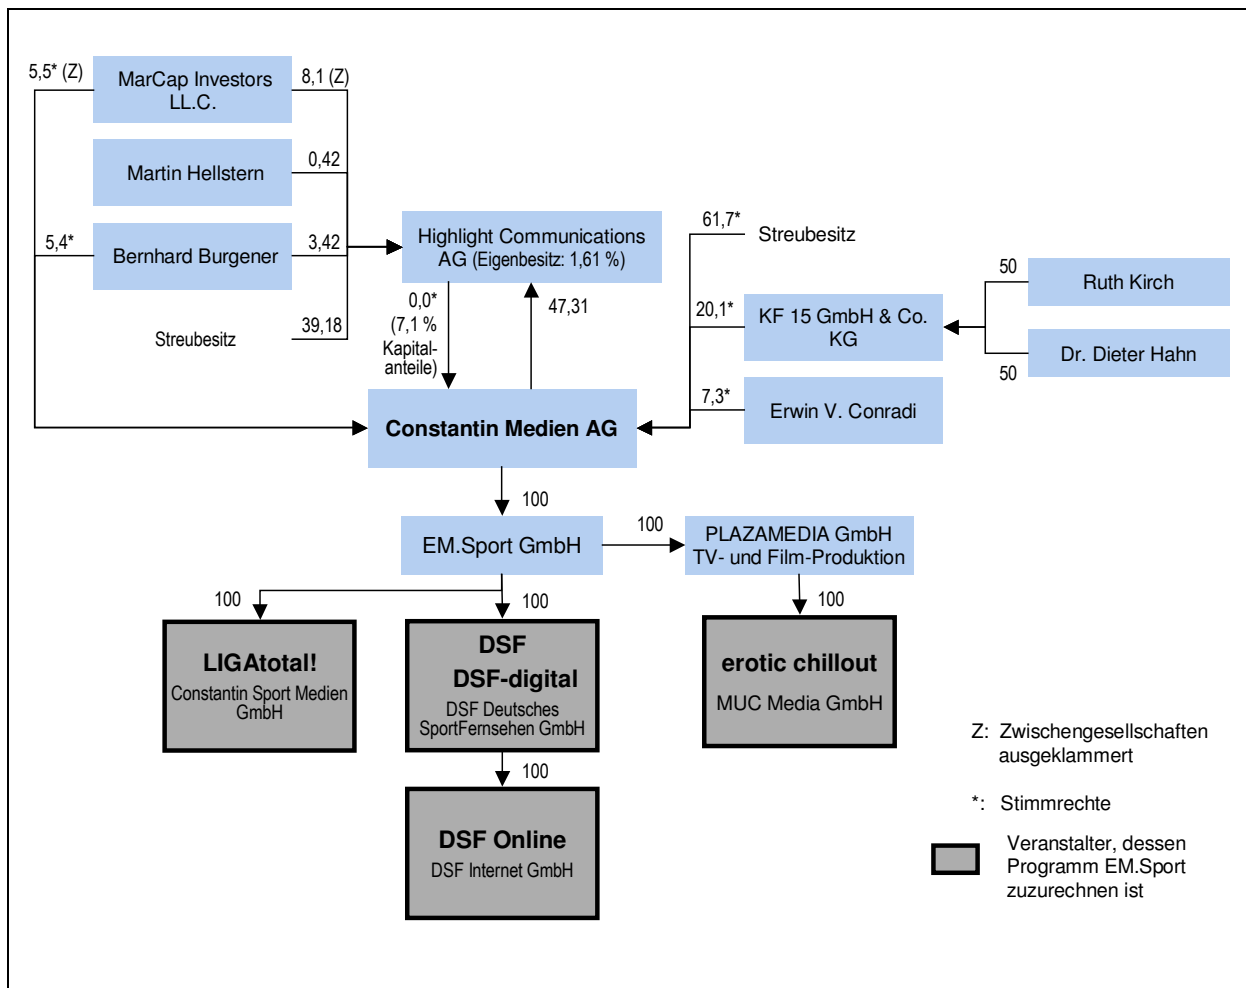 5,5* (Z)
MarCap Investors
LL.C.
8,1 (Z)
Martin Hellstern
0,42
5,4*
Bernhard Burgener
3,42
Streubesitz
39,18
Highlight Communications
AG (Eigenbesitz: 1,61 %)
0,0*
(7,1 %
Kapital-
anteile)
47,31
61,7*
Streubesitz
20,1*
KF 15 GmbH & Co.
KG
50
Ruth Kirch
Dr. Dieter Hahn
50
7,3*
Erwin V. Conradi
Constantin Medien AG
100
EM.Sport GmbH
100
PLAZAMEDIA GmbH
TV- und Film-Produktion
100
100
100
LIGAtotal!
Constantin Sport Medien
GmbH
DSF
DSF-digital
DSF Deutsches
SportFernsehen GmbH
erotic chillout
MUC Media GmbH
100
DSF Online
DSF Internet GmbH
Z: Zwischengesellschaften
ausgeklammert
*: Stimmrechte
Veranstalter, dessen
Programm EM.Sport
zuzurechnen ist